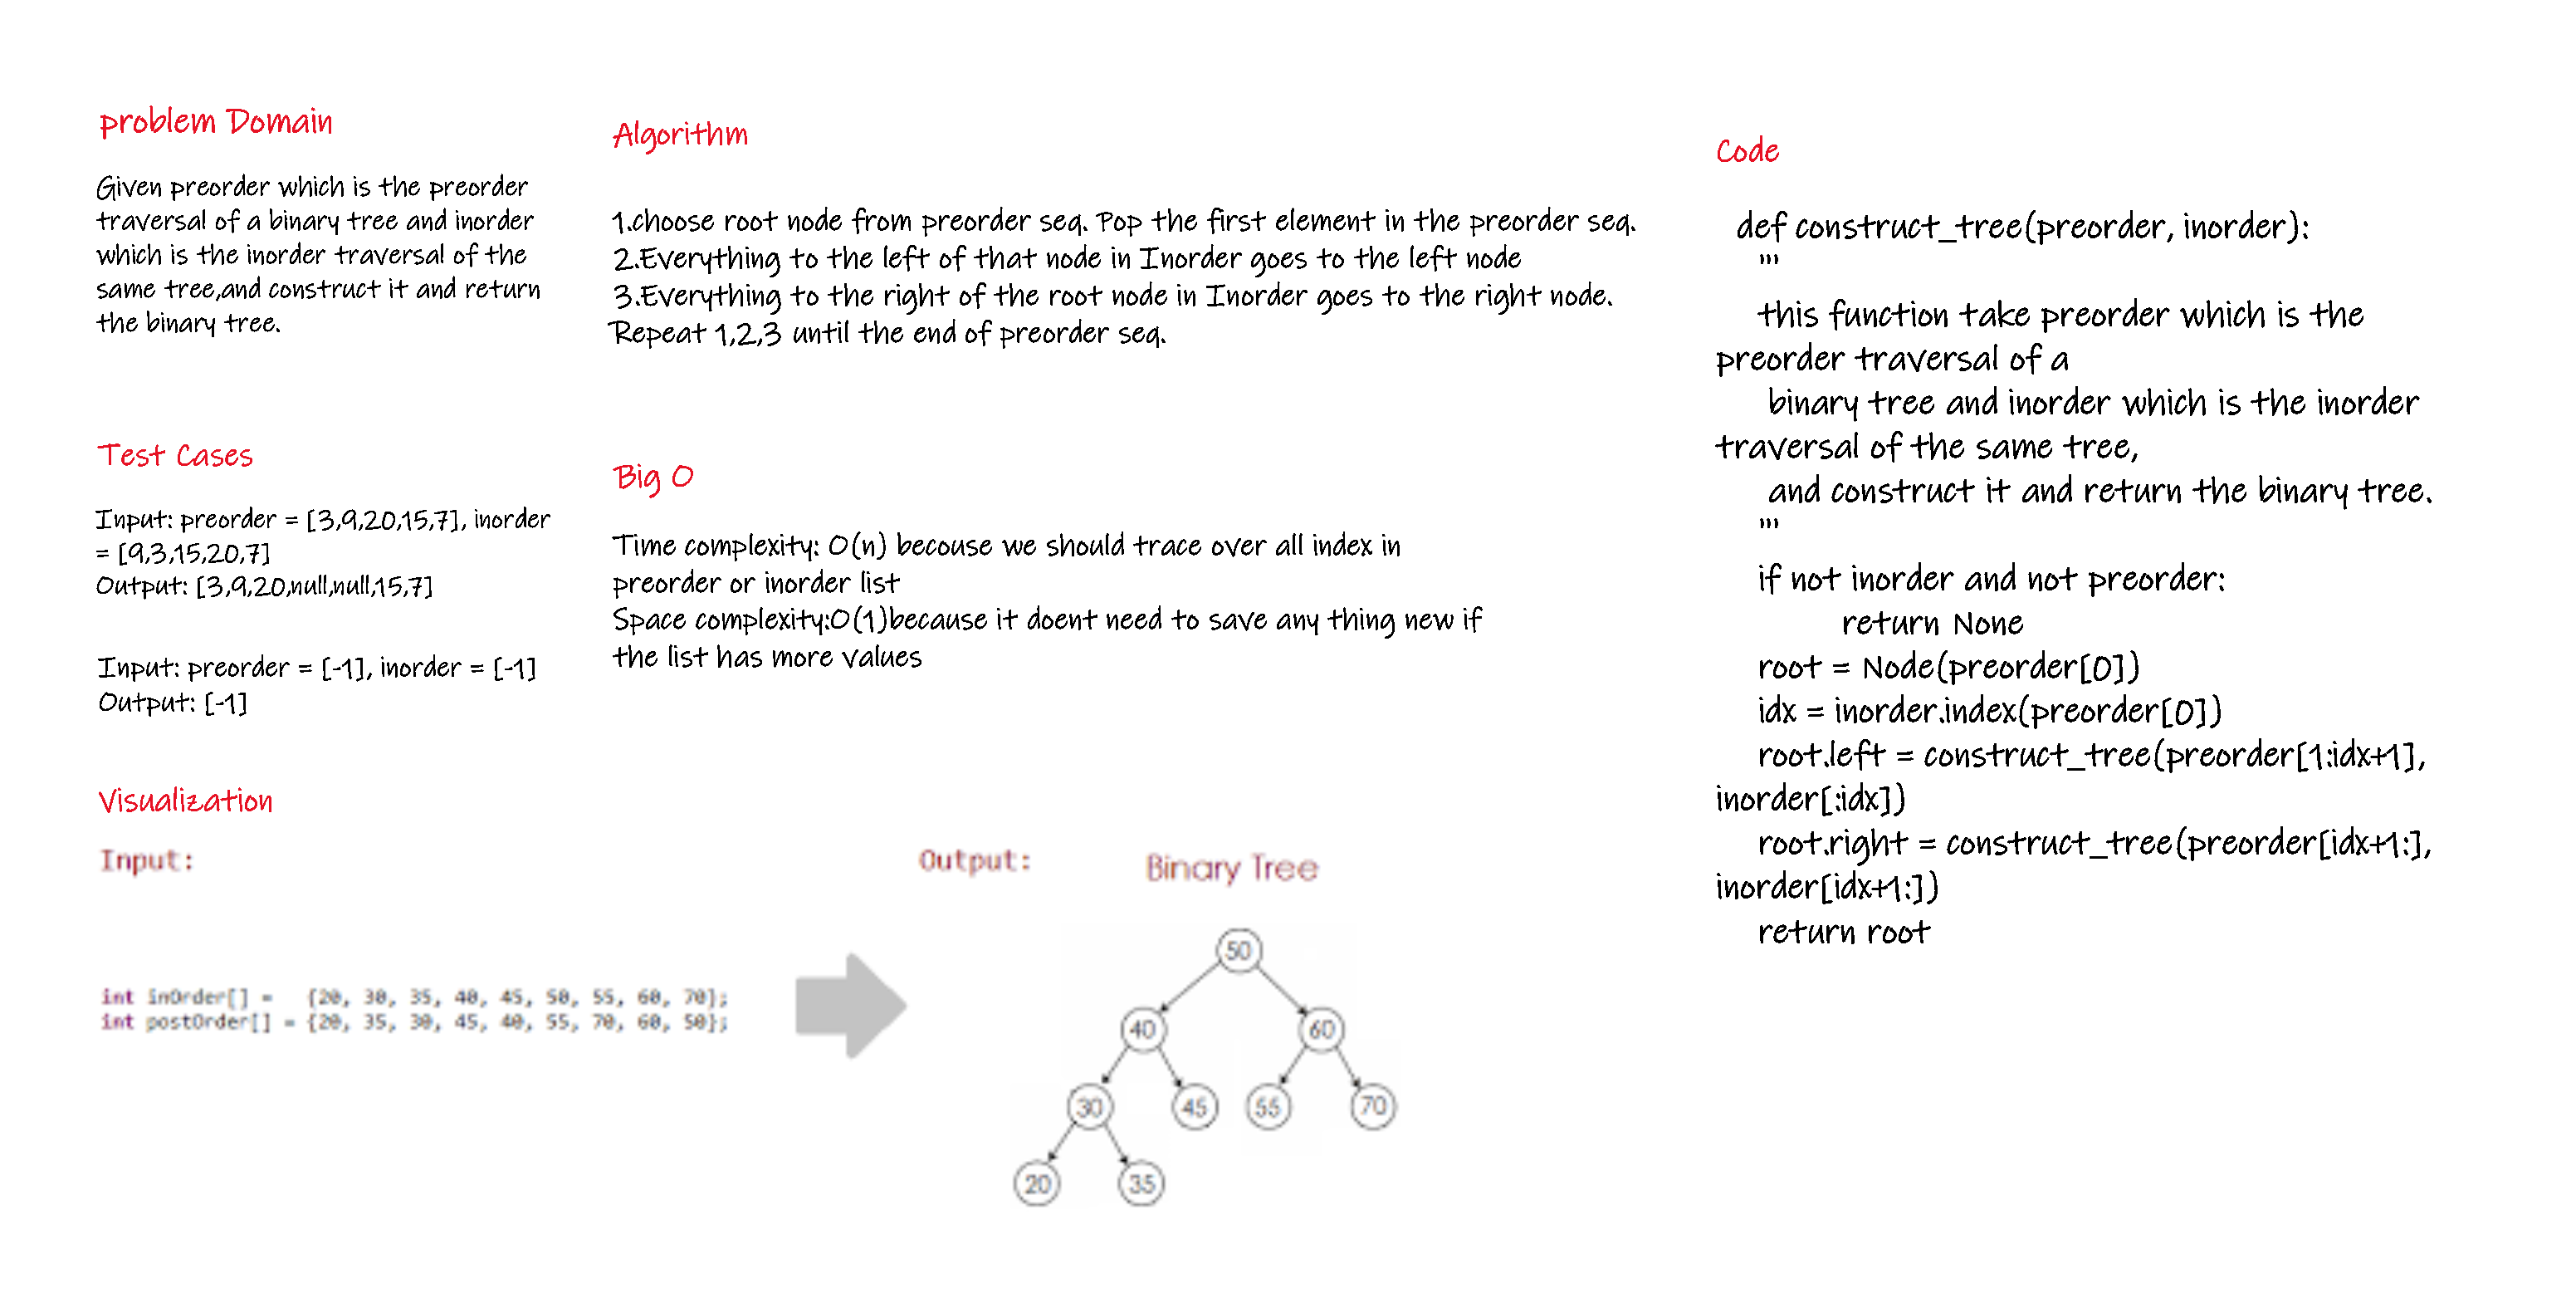 problem Domain
Given preorder which is the preorder
traversal of a binary tree and inorder
which is the inorder traversal of the
same tree,and construct it and return
the binary tree.
Test Cases
Input: preorder = [3,9,20,15,7], inorder
= [9,3,15,20,7]
Output: [3,9,20,null,null,15,7]
Input: preorder = [-1], inorder = [-1]
Output: [-1]
Algorithm
1.choose root node from preorder seq. Pop the first element in the preorder seq.
2.Everything to the left of that node in Inorder goes to the left node
3.Everything to the right of the root node in Inorder goes to the right node.
Repeat 1,2,3 until the end of preorder seq.
Big O
Time complexity: O(n) becouse we should trace over all index in
preorder or inorder list
Space complexity:O(1)because it doent need to save any thing new if
the list has more values
Visualization
Input:
int inOrder[] =   {20, 30, 35, 40, 45, 50, 55, 60, 70};
int postOrder[] = {20, 35, 30, 45, 40, 55, 70, 60, 50};
Output:
Binary Tree
50
40 60
30 45 55 70
20 35
Code
def construct_tree(preorder, inorder):
'''
this function take preorder which is the
preorder traversal of a
binary tree and inorder which is the inorder
traversal of the same tree,
and construct it and return the binary tree.
'''
if not inorder and not preorder:
return None
root = Node(preorder[0])
idx = inorder.index(preorder[0])
root.left = construct_tree(preorder[1:idx+1],
inorder[:idx])
root.right = construct_tree(preorder[idx+1:],
inorder[idx+1:])
return root